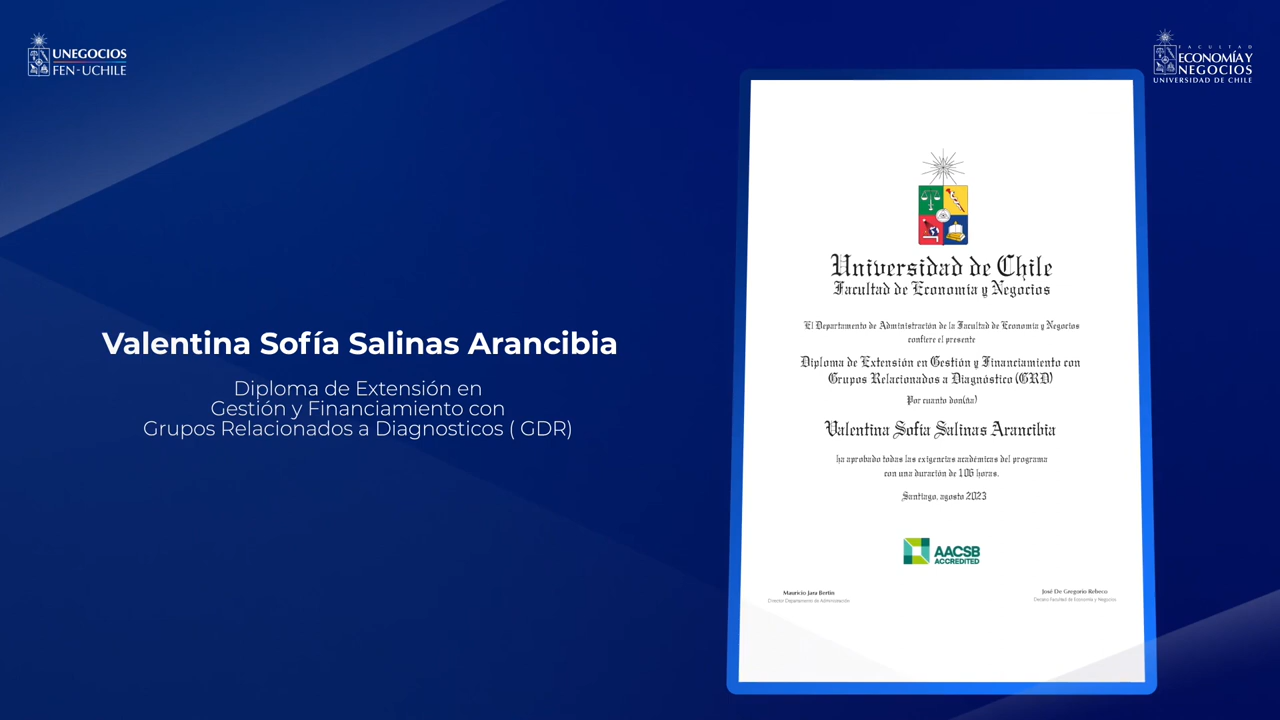 UNEGOCIOS
FEN-UCHILE
FACULTAD
ECONOMÍA Y
NEGOCIOS
UNIVERSIDAD DE CHILE
Valentina Sofía Salinas Arancibia
Diploma de Extensión en
Gestión y Financiamiento con
Grupos Relacionados a Diagnosticos ( GDR)
Universidad de Chile
Facultad de Economía y Negocios
El Departamento de Administración de la Facultad de Economía y Negocios
confiere el presente
Diploma de Extensión en Gestión y Financiamiento con
Grupos Relacionados a Diagnóstico (GRD)
Por cuanto don(ña)
Valentina Sofía Salinas Arancibia
ha aprobado todas las exigencias académicas del programa
con una duración de 106 horas.
Santiago, agosto 2023
AACSB
ACCREDITED
Mauricio Jara Bertin
Director Departamento de Administración
José De Gregorio Rebeco
Decano Facultad de Economía y Negocios